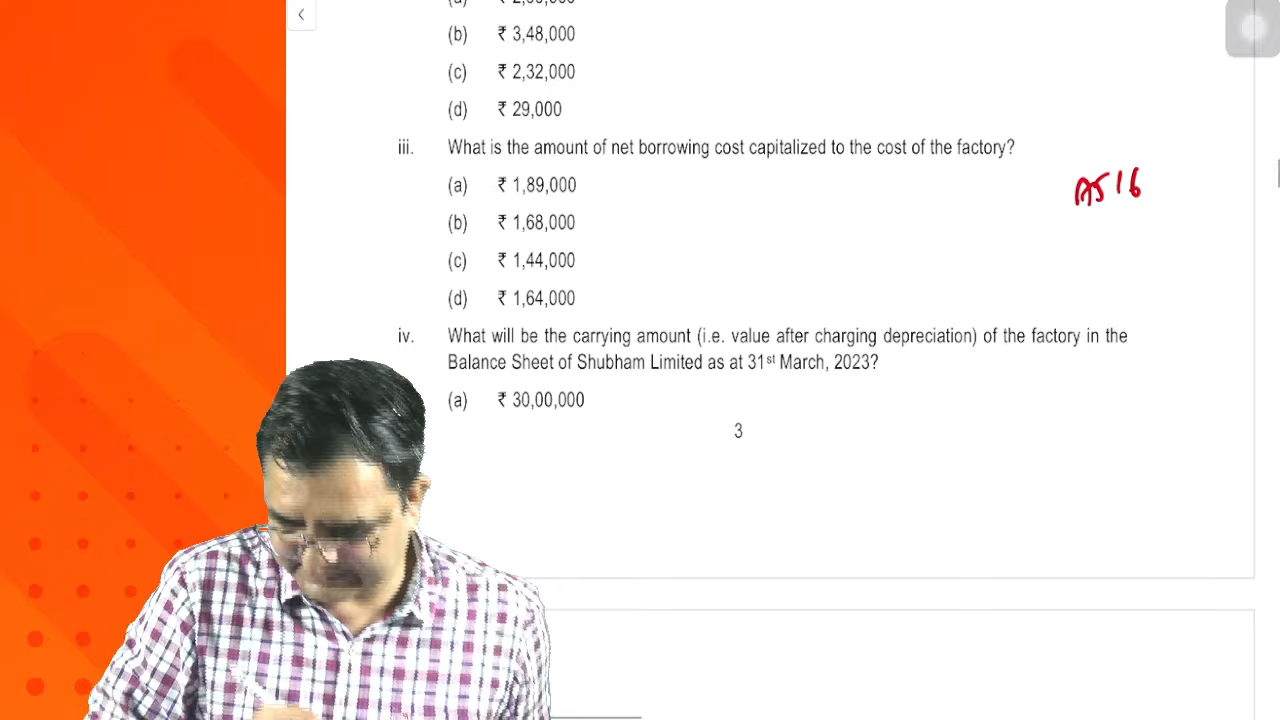 (b) ₹ 3,48,000
(c) ₹ 2,32,000
(d) ₹ 29,000
iii. What is the amount of net borrowing cost capitalized to the cost of the factory?
(a) ₹ 1,89,000
AS 16
(b) ₹ 1,68,000
(c) ₹ 1,44,000
(d) ₹ 1,64,000
iv. What will be the carrying amount (i.e. value after charging depreciation) of the factory in the
Balance Sheet of Shubham Limited as at 31st March, 2023?
(a) ₹ 30,00,000
3